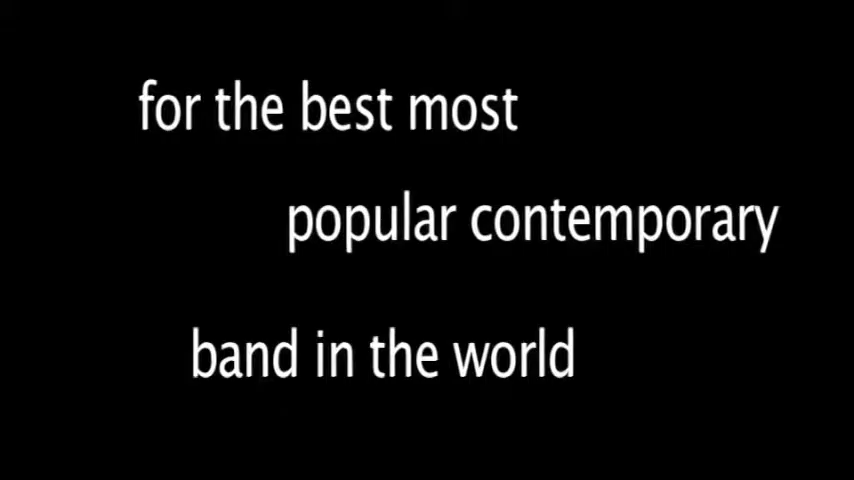 for the best most
popular contemporary
band in the world